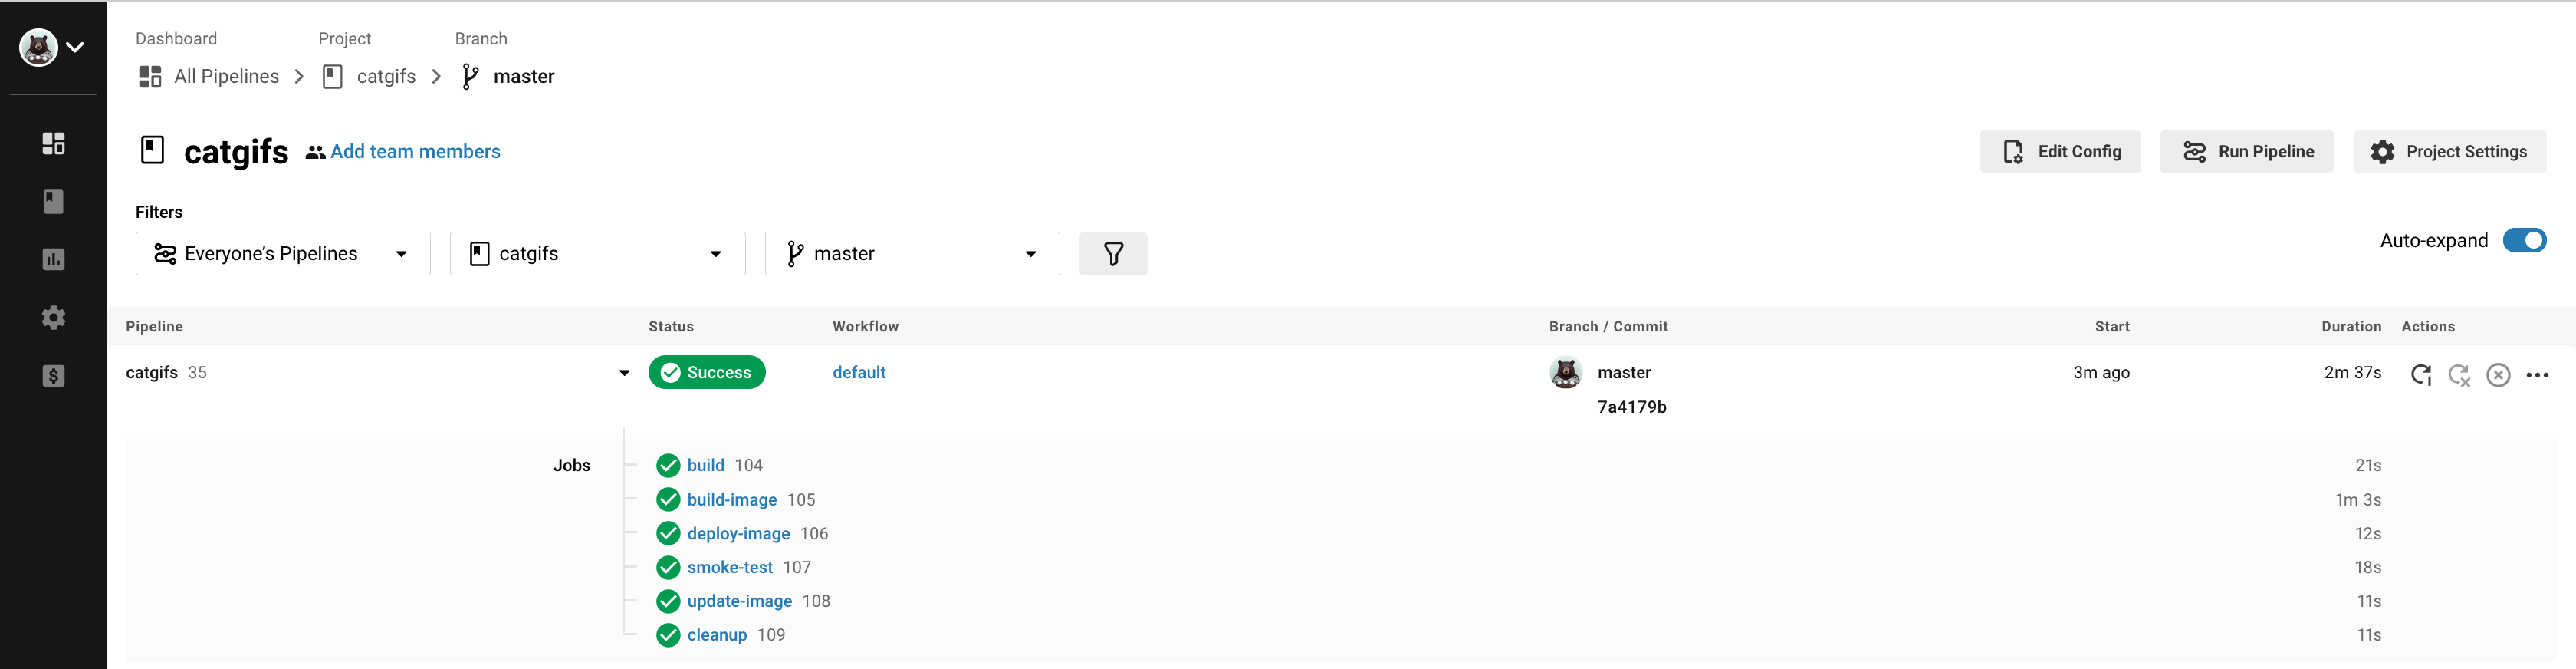 Dashboard Project Branch
All Pipelines catgifs master
catgifs Add team members Edit Config Run Pipeline Project Settings
Filters
Everyone’s Pipelines catgifs master Auto-expand
Pipeline Status Workflow Branch / Commit Start Duration Actions
catgifs 35 Success default master 3m ago 2m 37s
7a4179b
Jobs build 104 21s
build-image 105 1m 3s
deploy-image 106 12s
smoke-test 107 18s
update-image 108 11s
cleanup 109 11s